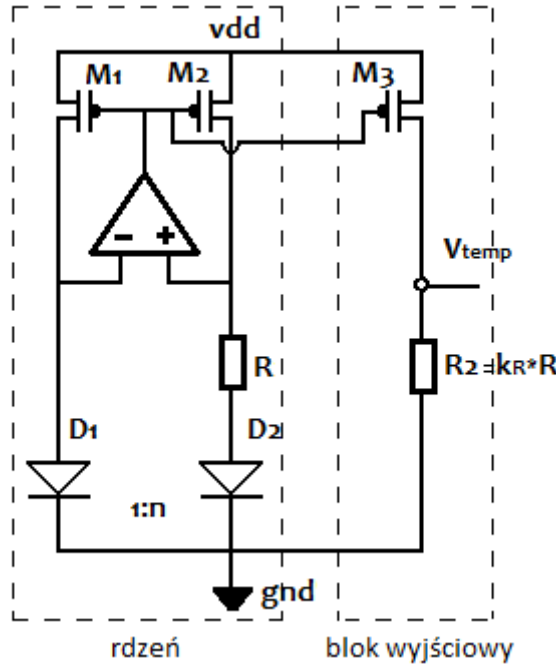 vdd
M1 M2 M3
- +
Vtemp
R R2=kR*R
D1 D2
1:n
gnd
rdzeń blok wyjściowy